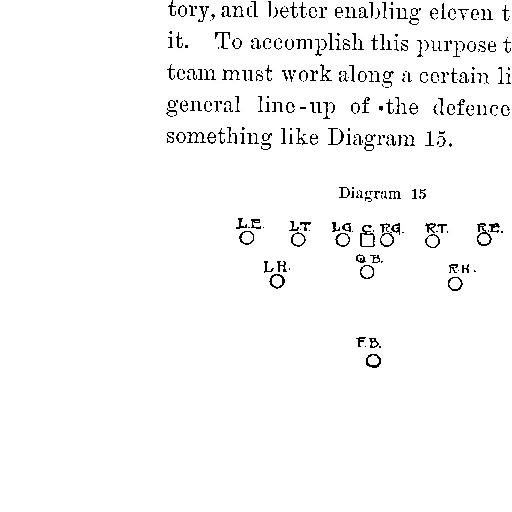 tory, and better enabling eleven t
it. To accomplish this purpose t
team must work along a certain li
general line-up of the defence
something like Diagram 15.
Diagram 15
L.E. L.T. L.G. C. R.G. R.T. R.E.
L.H. Q.B. R.H.
F.B.